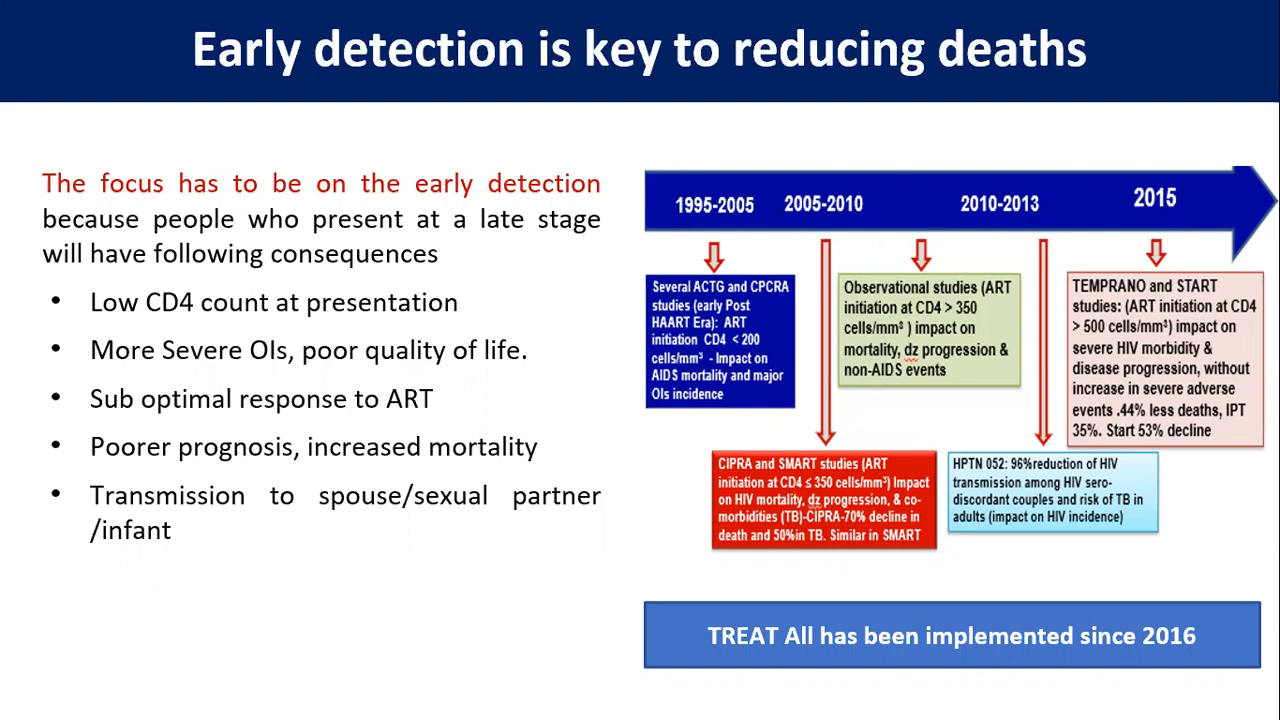 Early detection is key to reducing deaths
The focus has to be on the early detection
because people who present at a late stage
will have following consequences
• Low CD4 count at presentation
• More Severe OIs, poor quality of life.
• Sub optimal response to ART
• Poorer prognosis, increased mortality
• Transmission to spouse/sexual partner
/infant
1995-2005
2005-2010
2010-2013
2015
Several ACTG and CPCRA
studies (early Post
HAART Era): ART
initiation CD4 < 200
cells/mm³ - Impact on
AIDS mortality and major
OIs incidence
Observational studies (ART
initiation at CD4 > 350
cells/mm³ ) impact on
mortality, dz progression &
non-AIDS events
TEMPRANO and START
studies: (ART initiation at CD4
> 500 cells/mm³) impact on
severe HIV morbidity &
disease progression, without
increase in severe adverse
events .44% less deaths, IPT
35%. Start 53% decline
CIPRA and SMART studies (ART
initiation at CD4 ≤ 350 cells/mm³) Impact
on HIV mortality, dz progression, & co-
morbidities (TB)-CIPRA-70% decline in
death and 50%in TB. Similar in SMART
HPTN 052: 96%reduction of HIV
transmission among HIV sero-
discordant couples and risk of TB in
adults (impact on HIV incidence)
TREAT All has been implemented since 2016